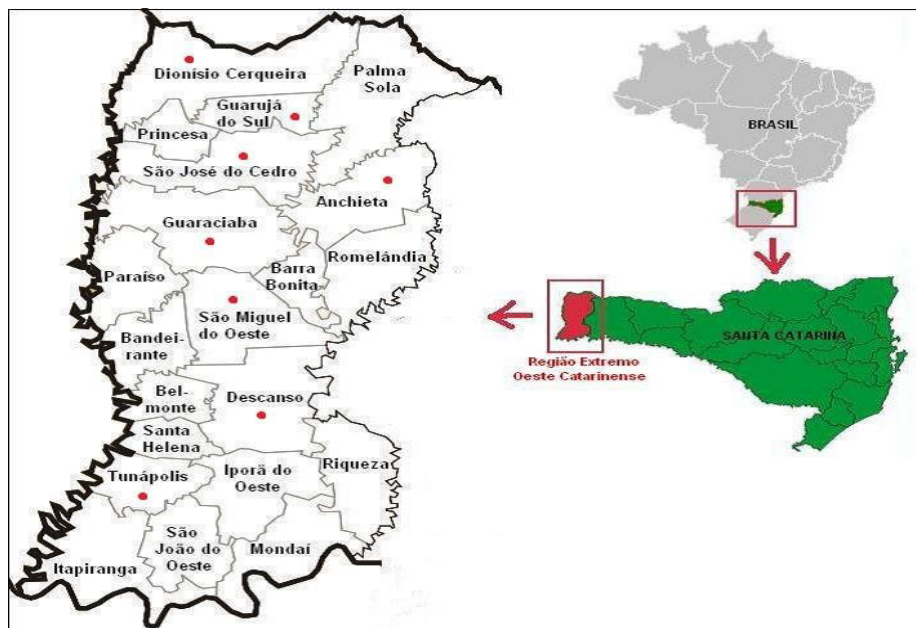 Dionísio Cerqueira
Palma
Sola
Guarujá
do Sul
Princesa
São José do Cedro
Anchieta
Guaraciaba
Romelândia
Barra
Bonita
Paraíso
São Miguel
do Oeste
Bandei-
rante
Bel-
monte
Descanso
Santa
Helena
Tunápolis
Iporã do
Oeste
Riqueza
São
João do
Oeste
Mondaí
Itapiranga
BRASIL
SANTA CATARINA
Região Extremo
Oeste Catarinense